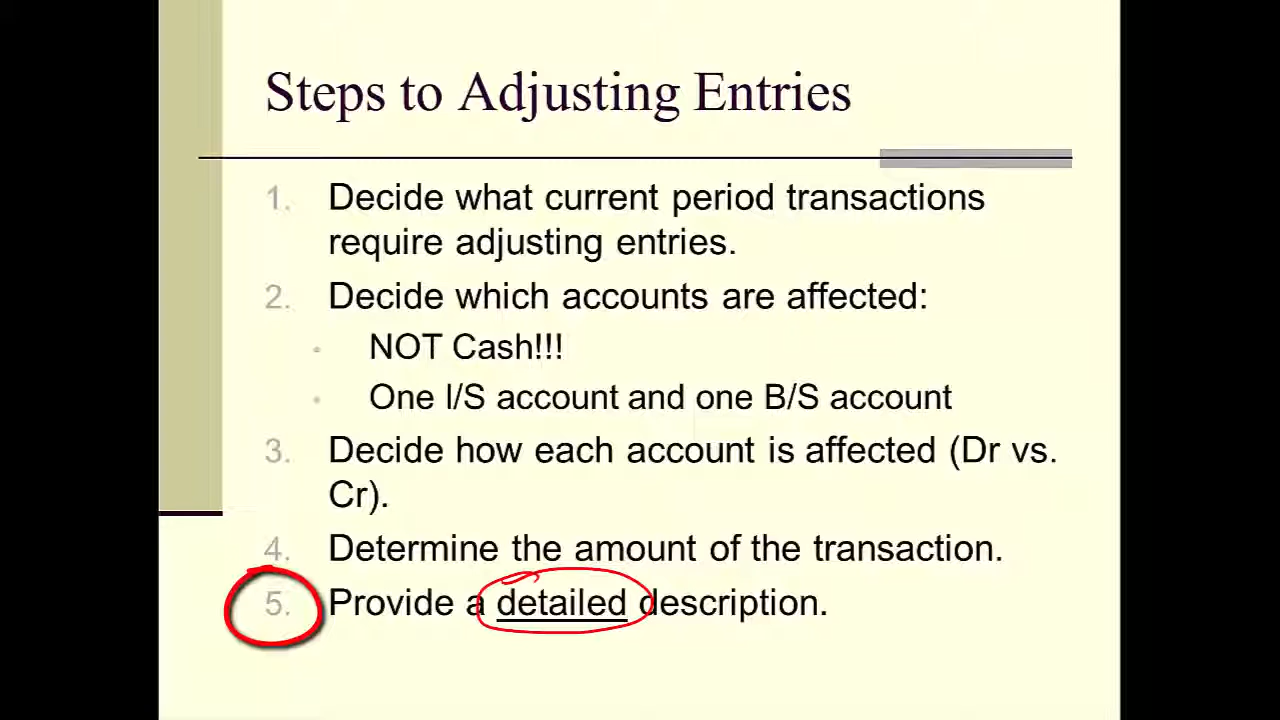 Steps to Adjusting Entries
1. Decide what current period transactions
require adjusting entries.
2. Decide which accounts are affected:
• NOT Cash!!!
• One I/S account and one B/S account
3. Decide how each account is affected (Dr vs.
Cr).
4. Determine the amount of the transaction.
5. Provide a detailed description.